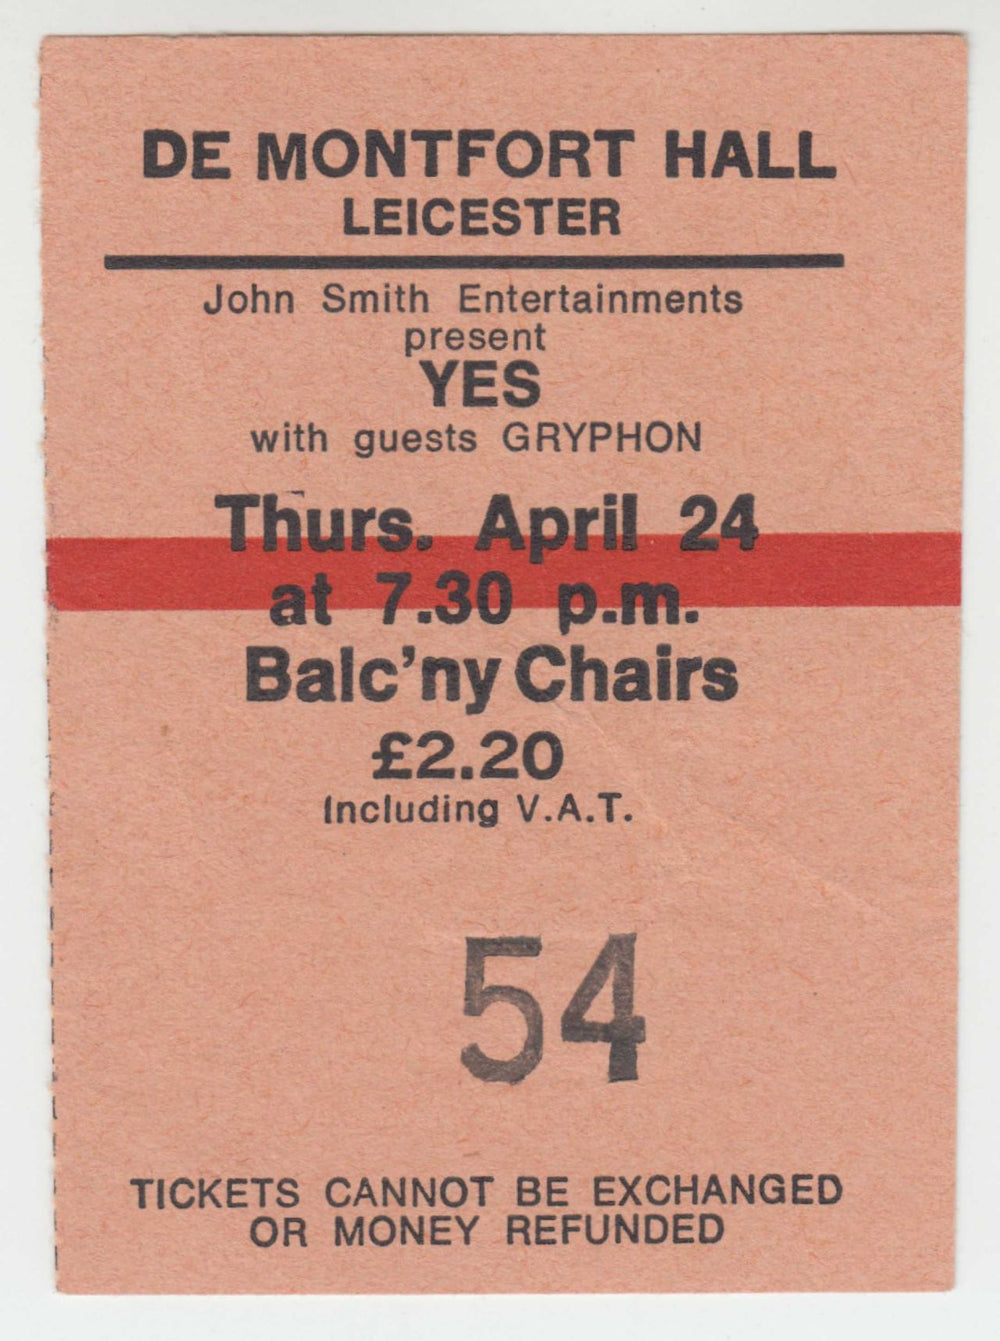 DE MONTFORT HALL
LEICESTER
John Smith Entertainments
present
YES
with guests GRYPHON
Thurs. April 24
at 7.30 p.m.
Balc'ny Chairs
£2.20
Including V.A.T.
54
TICKETS CANNOT BE EXCHANGED
OR MONEY REFUNDED